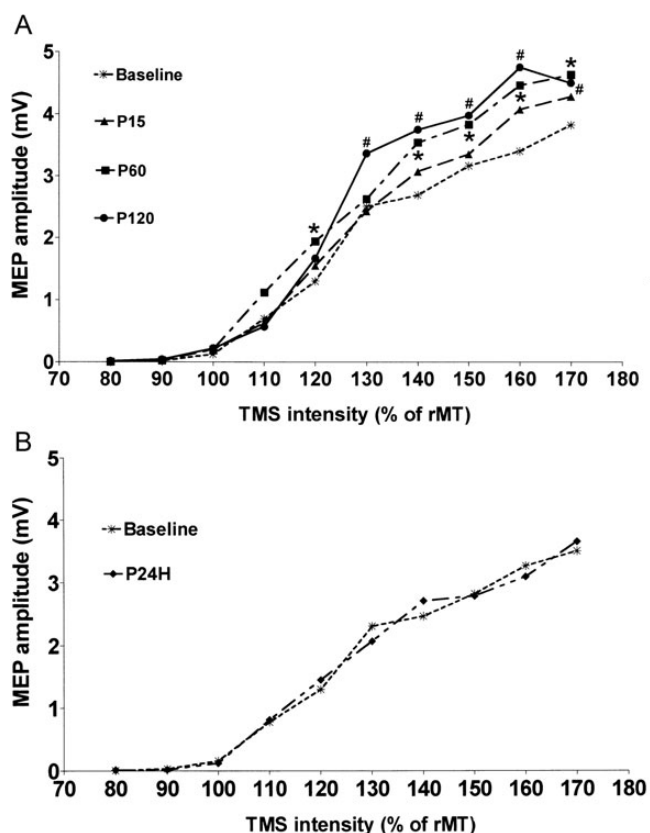 A
5
4
3
2
1
0
MEP amplitude (mV)
Baseline
P15
P60
P120
*
*
*
*
*
#
#
#
#
#
#
70 80 90 100 110 120 130 140 150 160 170 180
TMS intensity (% of rMT)
B
5
4
3
2
1
0
MEP amplitude (mV)
Baseline
P24H
70 80 90 100 110 120 130 140 150 160 170 180
TMS intensity (% of rMT)